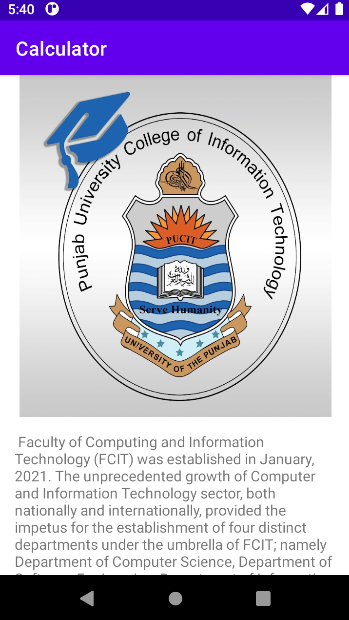 5:40
Calculator
Punjab University College of Information Technology
PUCIT
Serve Humanity
UNIVERSITY OF THE PUNJAB
Faculty of Computing and Information
Technology (FCIT) was established in January,
2021. The unprecedented growth of Computer
and Information Technology sector, both
nationally and internationally, provided the
impetus for the establishment of four distinct
departments under the umbrella of FCIT; namely
Department of Computer Science, Department of